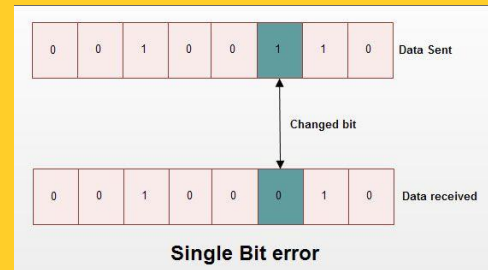 0 0 1 0 0 1 1 0 Data Sent
Changed bit
0 0 1 0 0 0 1 0 Data received
Single Bit error